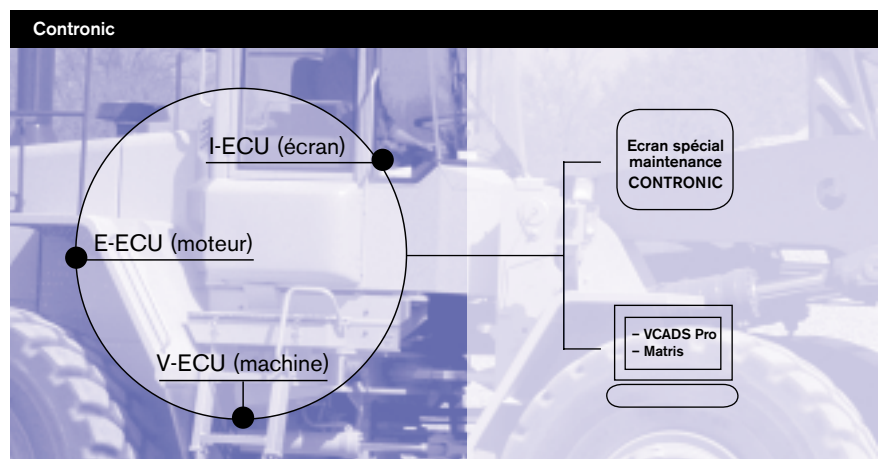 Contronic
I-ECU (écran)
E-ECU (moteur)
V-ECU (machine)
Ecran spécial
maintenance
CONTRONIC
– VCADS Pro
– Matris